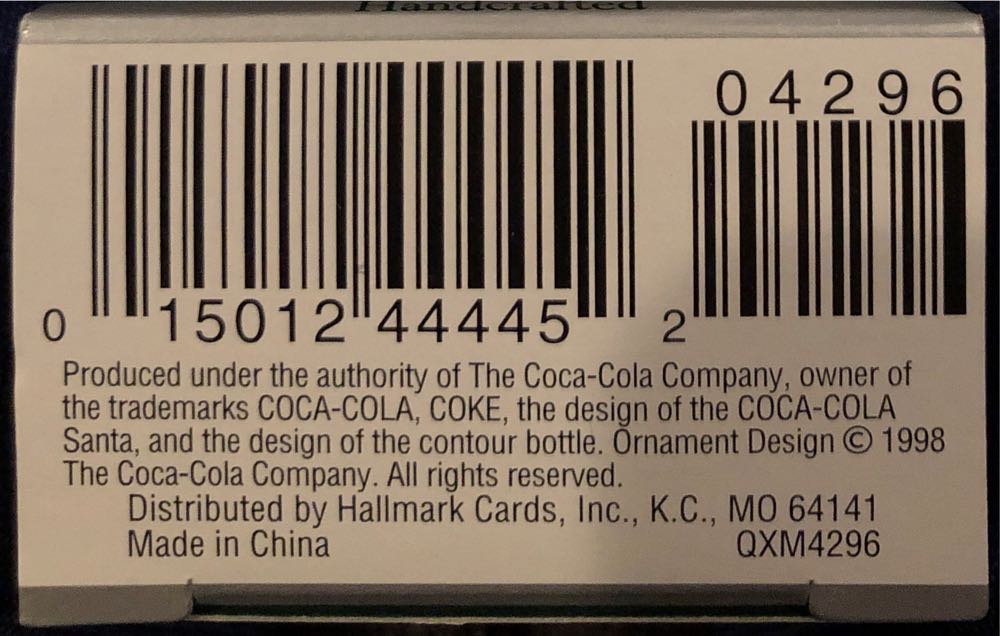 Handcrafted
04296
0 15012 44445 2
Produced under the authority of The Coca-Cola Company, owner of
the trademarks COCA-COLA, COKE, the design of the COCA-COLA
Santa, and the design of the contour bottle. Ornament Design © 1998
The Coca-Cola Company. All rights reserved.
Distributed by Hallmark Cards, Inc., K.C., MO 64141
Made in China QXM4296